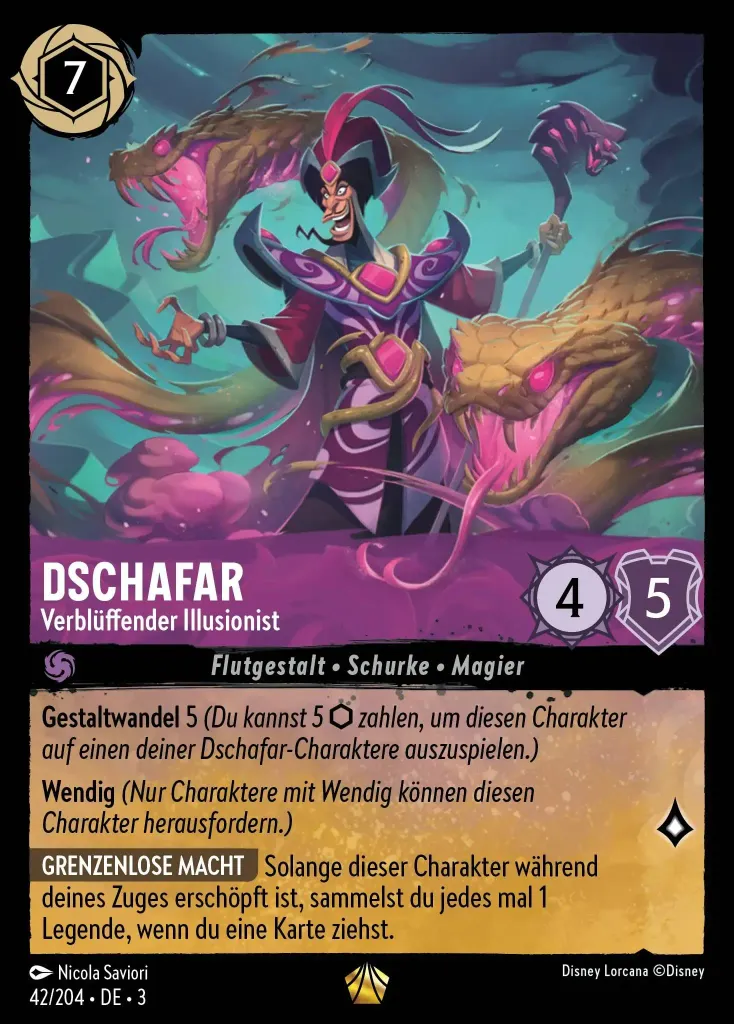 7
DSCHAFAR
Verblüffender Illusionist
4
5
Flutgestalt • Schurke • Magier
Gestaltwandel 5 (Du kannst 5 ⬡ zahlen, um diesen Charakter
auf einen deiner Dschafar-Charaktere auszuspielen.)
Wendig (Nur Charaktere mit Wendig können diesen
Charakter herausfordern.)
GRENZENLOSE MACHT Solange dieser Charakter während
deines Zuges erschöpft ist, sammelst du jedes mal 1
Legende, wenn du eine Karte ziehst.
Nicola Saviori
Disney Lorcana ©Disney
42/204 • DE • 3